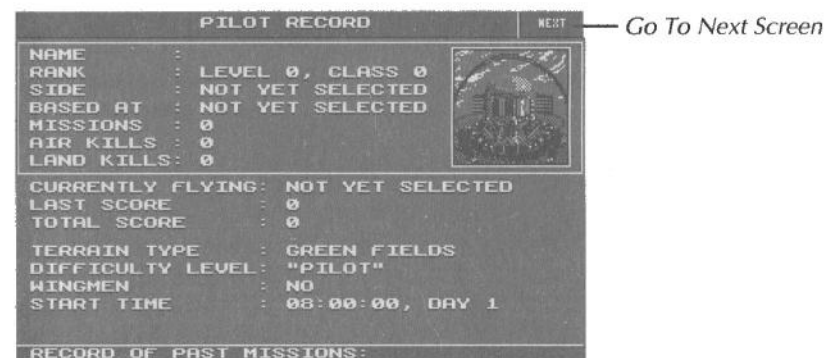 PILOT RECORD
NEXT
Go To Next Screen
NAME :
RANK : LEVEL 0, CLASS 0
SIDE : NOT YET SELECTED
BASED AT : NOT YET SELECTED
MISSIONS : 0
AIR KILLS : 0
LAND KILLS: 0
CURRENTLY FLYING: NOT YET SELECTED
LAST SCORE : 0
TOTAL SCORE : 0
TERRAIN TYPE : GREEN FIELDS
DIFFICULTY LEVEL: "PILOT"
WINGMEN : NO
START TIME : 08:00:00, DAY 1
RECORD OF PAST MISSIONS: